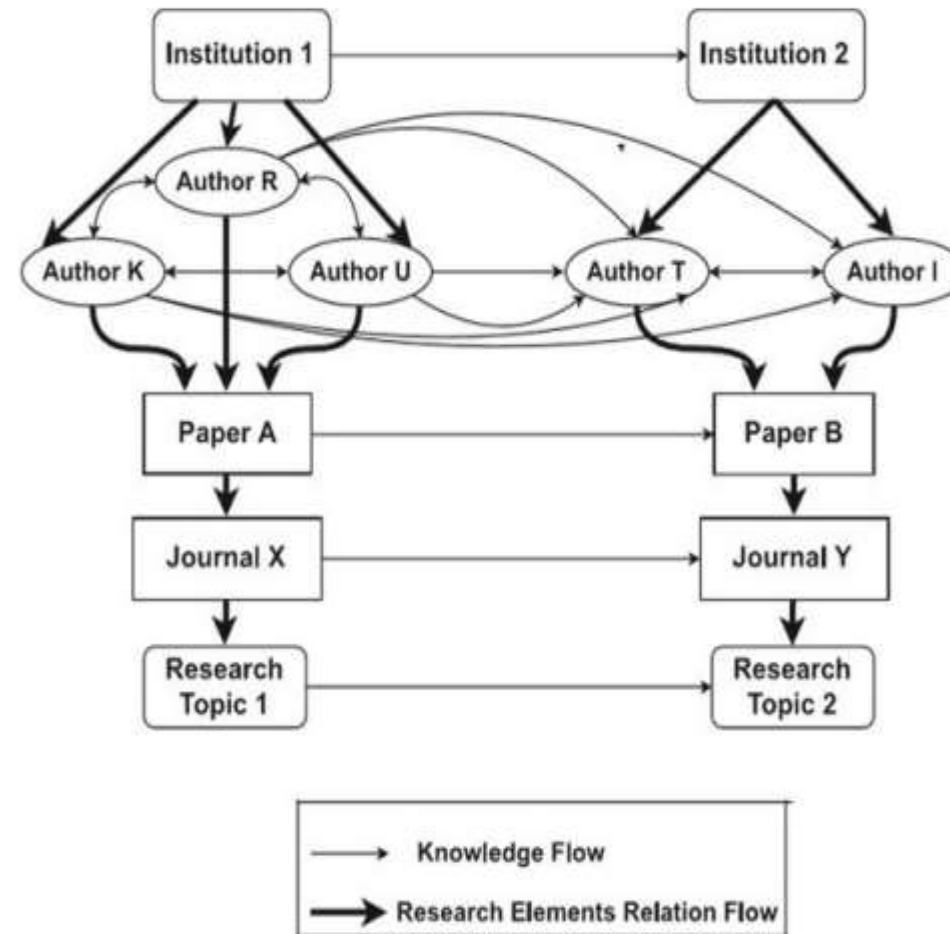 Institution 1
Institution 2
Author R
Author K
Author U
Author T
Author I
Paper A
Paper B
Journal X
Journal Y
Research
Topic 1
Research
Topic 2
Knowledge Flow
Research Elements Relation Flow